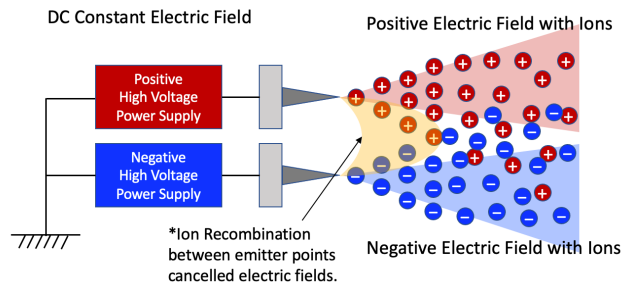 DC Constant Electric Field
Positive Electric Field with Ions
Positive
High Voltage
Power Supply
Negative
High Voltage
Power Supply
*Ion Recombination
between emitter points
cancelled electric fields.
Negative Electric Field with Ions